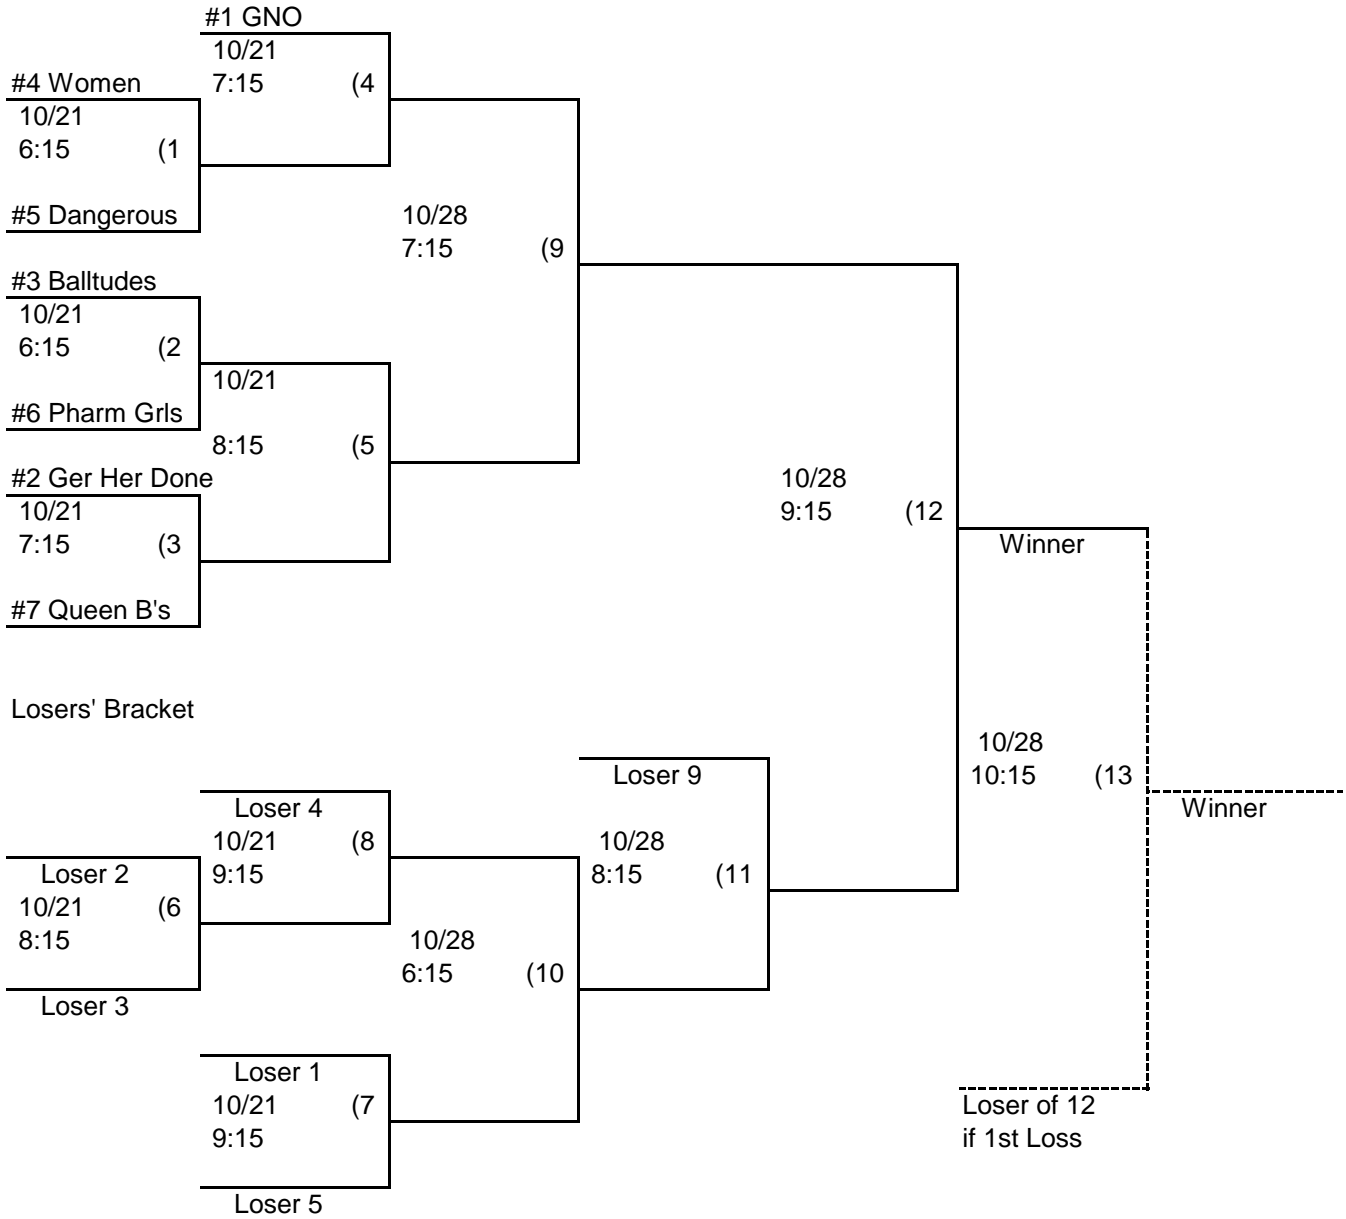 #1 GNO
10/21
7:15 (4
#4 Women
10/21
6:15 (1
#5 Dangerous
10/28
7:15 (9
#3 Balltudes
10/21
6:15 (2
10/21
#6 Pharm Grls
8:15 (5
#2 Ger Her Done
10/21
7:15 (3
10/28
9:15 (12
Winner
#7 Queen B's
Losers' Bracket
10/28
10:15 (13
Loser 9
Winner
Loser 4
10/21 (8
9:15
10/28
8:15 (11
Loser 2
10/21 (6
8:15
10/28
6:15 (10
Loser 3
Loser 1
10/21 (7
9:15
Loser of 12
if 1st Loss
Loser 5